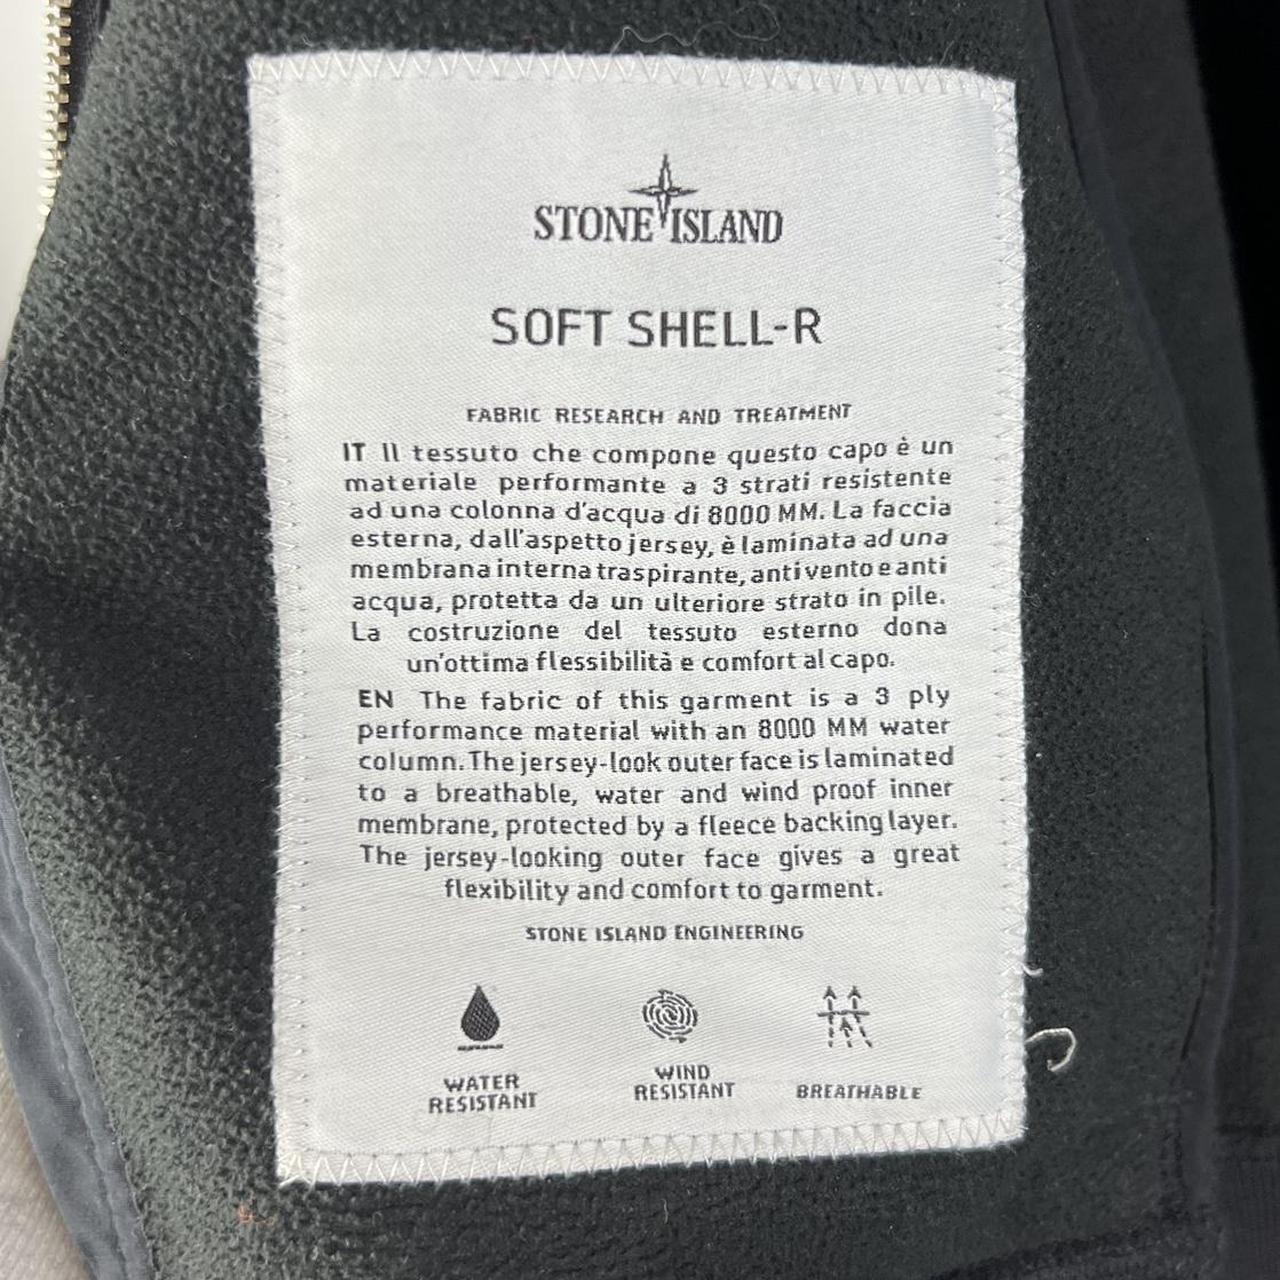 STONE ISLAND
SOFT SHELL-R
FABRIC RESEARCH AND TREATMENT
IT Il tessuto che compone questo capo è un
materiale performante a 3 strati resistente
ad una colonna d'acqua di 8000 MM. La faccia
esterna, dall'aspetto jersey, è laminata ad una
membrana interna traspirante, antivento e anti
acqua, protetta da un ulteriore strato in pile.
La costruzione del tessuto esterno dona
un'ottima flessibilità e comfort al capo.
EN The fabric of this garment is a 3 ply
performance material with an 8000 MM water
column. The jersey-look outer face is laminated
to a breathable, water and wind proof inner
membrane, protected by a fleece backing layer.
The jersey-looking outer face gives a great
flexibility and comfort to garment.
STONE ISLAND ENGINEERING
WATER
RESISTANT
WIND
RESISTANT
BREATHABLE